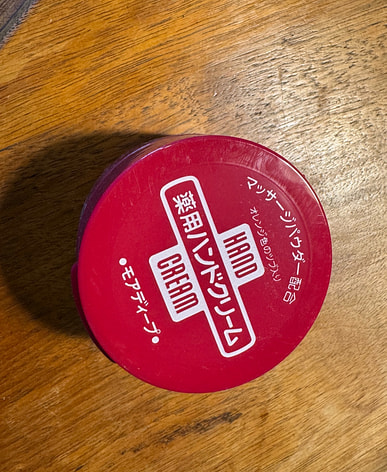 マッサージパウダー配合
オレンジ色のツブ入り
HAND
薬用ハンドクリーム
CREAM
•モアディープ•